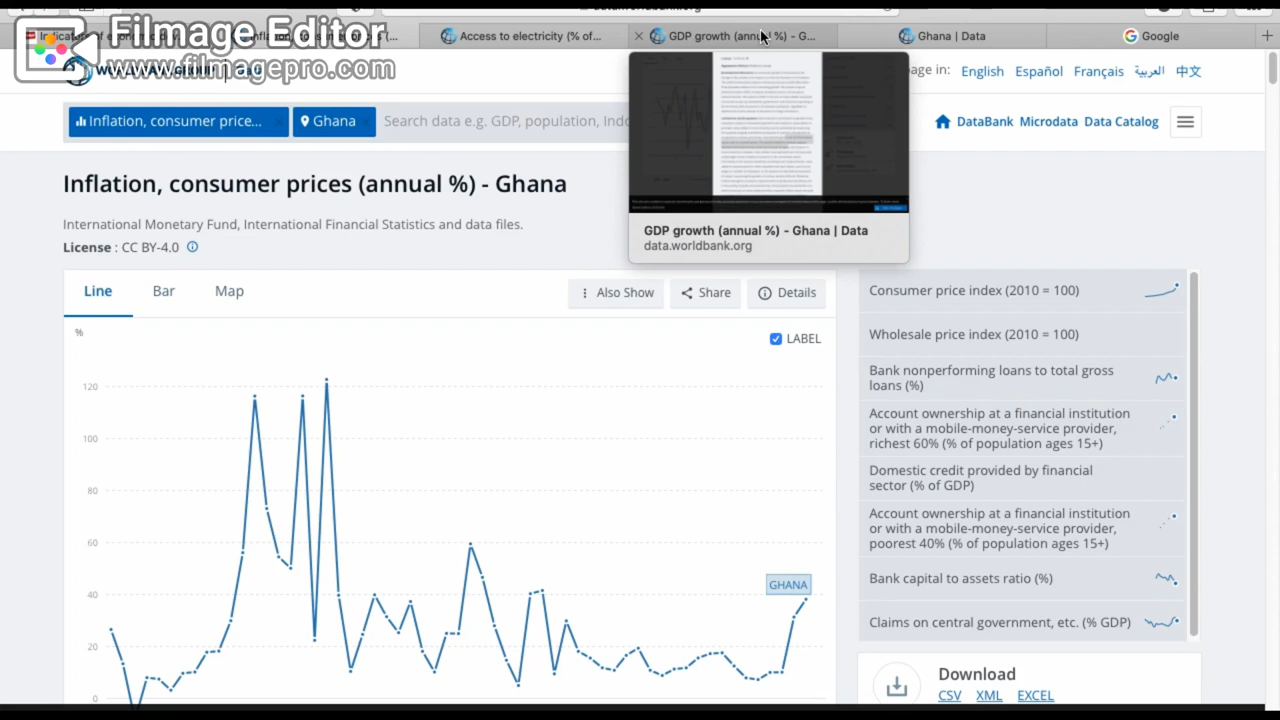 Filmage Editor
www.filmagepro.com
Access to electricity (% of...
GDP growth (annual %) - G...
Ghana | Data
Google
page in:
English
Español
Français
العربية
中文
Inflation, consumer price...
Ghana
Search data e.g. GDP, population, Indo
DataBank
Microdata
Data Catalog
GDP growth (annual %) - Ghana | Data
data.worldbank.org
Inflation, consumer prices (annual %) - Ghana
International Monetary Fund, International Financial Statistics and data files.
License : CC BY-4.0
Line
Bar
Map
Also Show
Share
Details
%
LABEL
120
100
80
60
40
20
0
GHANA
Consumer price index (2010 = 100)
Wholesale price index (2010 = 100)
Bank nonperforming loans to total gross
loans (%)
Account ownership at a financial institution
or with a mobile-money-service provider,
richest 60% (% of population ages 15+)
Domestic credit provided by financial
sector (% of GDP)
Account ownership at a financial institution
or with a mobile-money-service provider,
poorest 40% (% of population ages 15+)
Bank capital to assets ratio (%)
Claims on central government, etc. (% GDP)
Download
CSV
XML
EXCEL